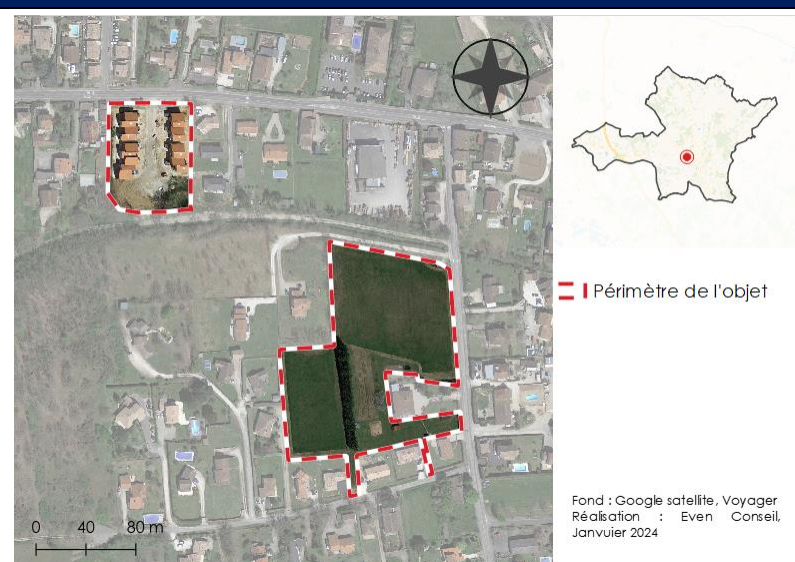 Périmètre de l'objet
Fond : Google satellite, Voyager
Réalisation : Even Conseil,
Janvuier 2024
0 40 80 m